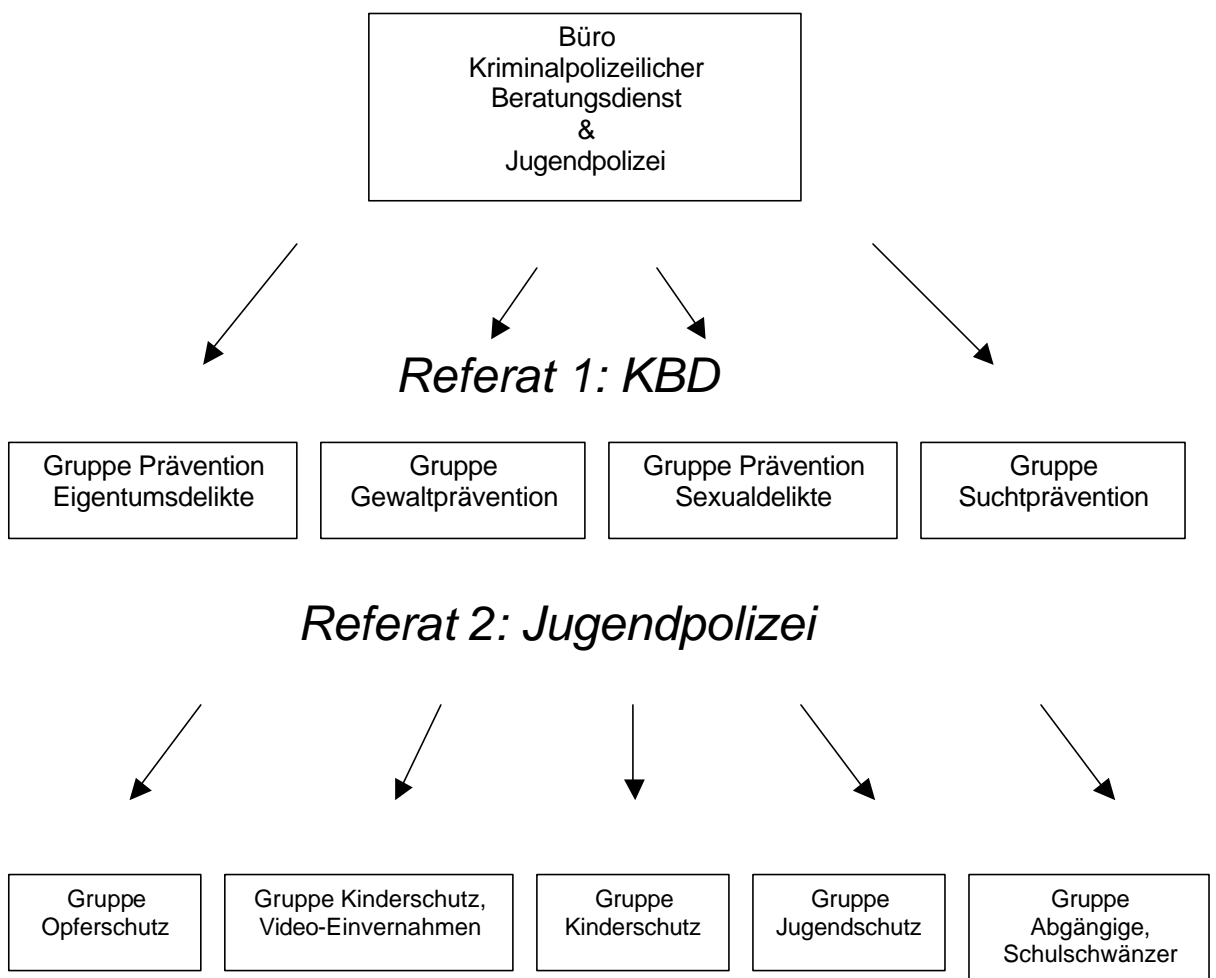 Büro
Kriminalpolizeilicher
Beratungsdienst
&
Jugendpolizei
Referat 1: KBD
Gruppe Prävention
Eigentumsdelikte
Gruppe
Gewaltprävention
Gruppe Prävention
Sexualdelikte
Gruppe
Suchtprävention
Referat 2: Jugendpolizei
Gruppe
Opferschutz
Gruppe Kinderschutz,
Video-Einvernahmen
Gruppe
Kinderschutz
Gruppe
Jugendschutz
Gruppe
Abgängige,
Schulschwänzer